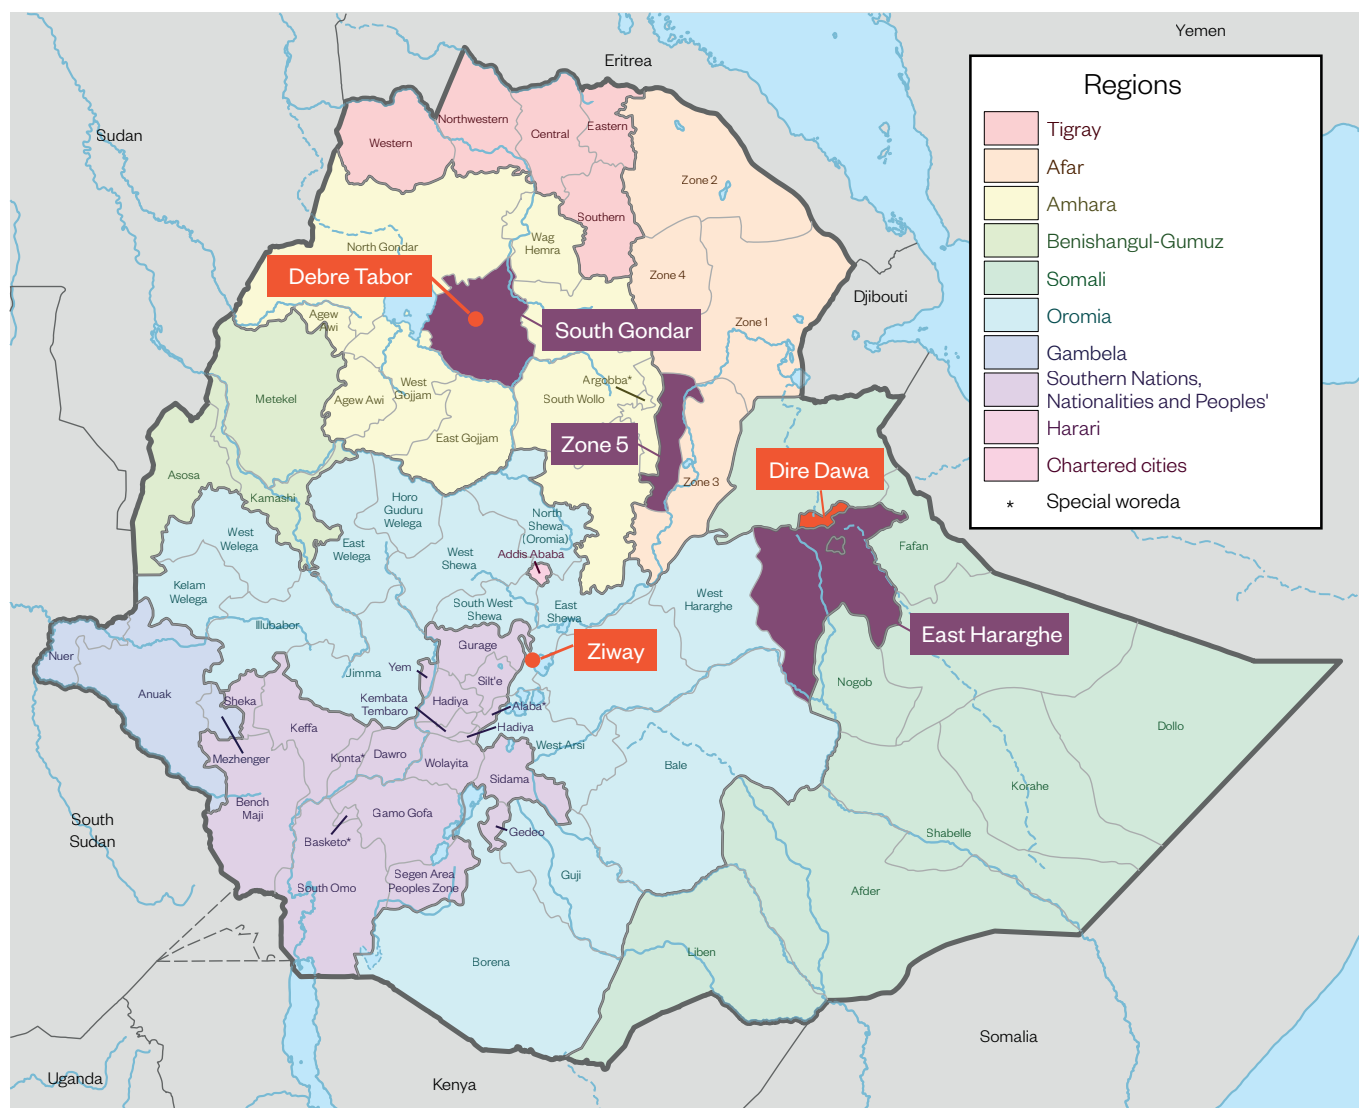 Yemen
Eritrea
Sudan
Djibouti
South
Sudan
Uganda
Kenya
Somalia
Regions
Tigray
Afar
Amhara
Benishangul-Gumuz
Somali
Oromia
Gambela
Southern Nations,
Nationalities and Peoples'
Harari
Chartered cities
* Special woreda
Western
Northwestern
Central
Eastern
Southern
Zone 2
Zone 4
Zone 1
Zone 3
North Gondar
Wag
Hemra
Debre Tabor
South Gondar
Agew
Awi
Agew Awi
West
Gojjam
East Gojjam
Argobba*
South Wollo
Zone 5
Dire Dawa
East Hararghe
Ziway
Metekel
Asosa
Kamashi
West
Welega
Kelam
Welega
East
Welega
Horo
Guduru
Welega
West
Shewa
North
Shewa
(Oromia)
Addis Ababa
South West
Shewa
East
Shewa
West
Hararghe
Fafan
Nogob
Dollo
Korahe
Shabelle
Afder
Liben
Illubabor
Jimma
Nuer
Anuak
Sheka
Mezhenger
Bench
Maji
Keffa
Yem
Kembata
Tembaro
Gurage
Silt'e
Hadiya
Alaba*
Hadiya
West Arsi
Bale
Konta*
Dawro
Wolayita
Sidama
Gamo Gofa
Gedeo
Basketo*
South Omo
Segen Area
Peoples Zone
Guji
Borena